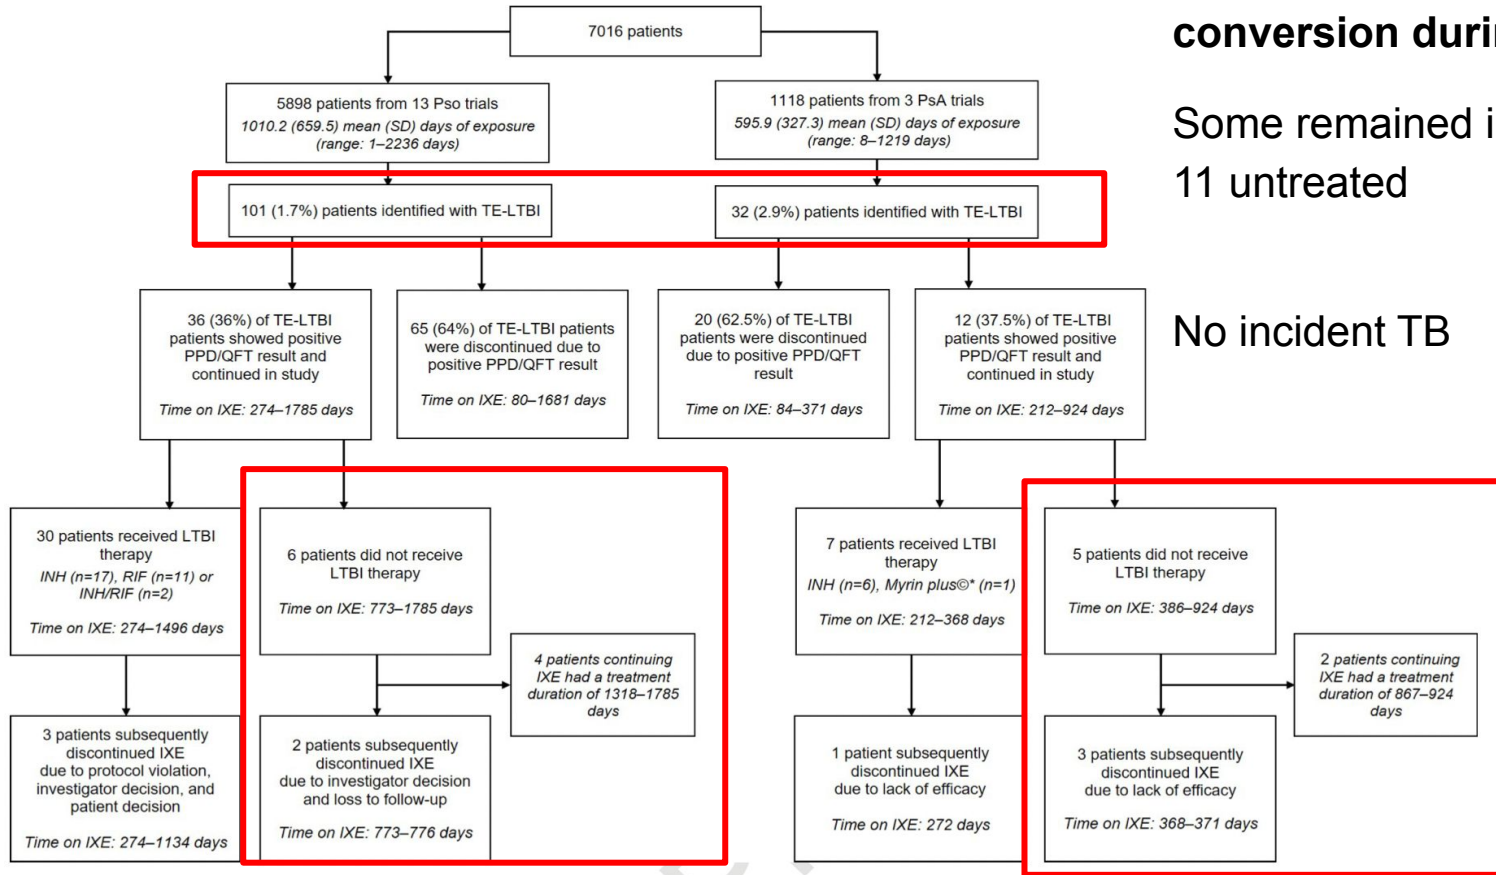 7016 patients
5898 patients from 13 Pso trials
1010.2 (659.5) mean (SD) days of exposure
(range: 1–2236 days)
1118 patients from 3 PsA trials
595.9 (327.3) mean (SD) days of exposure
(range: 8–1219 days)
101 (1.7%) patients identified with TE-LTBI
32 (2.9%) patients identified with TE-LTBI
36 (36%) of TE-LTBI
patients showed positive
PPD/QFT result and
continued in study
Time on IXE: 274–1785 days
65 (64%) of TE-LTBI patients
were discontinued due to
positive PPD/QFT result
Time on IXE: 80–1681 days
20 (62.5%) of TE-LTBI
patients were discontinued
due to positive PPD/QFT
result
Time on IXE: 84–371 days
12 (37.5%) of TE-LTBI
patients showed positive
PPD/QFT result and
continued in study
Time on IXE: 212–924 days
30 patients received LTBI
therapy
INH (n=17), RIF (n=11) or
INH/RIF (n=2)
Time on IXE: 274–1496 days
6 patients did not receive
LTBI therapy
Time on IXE: 773–1785 days
7 patients received LTBI
therapy
INH (n=6), Myrin plus©* (n=1)
Time on IXE: 212–368 days
5 patients did not receive
LTBI therapy
Time on IXE: 386–924 days
4 patients continuing
IXE had a treatment
duration of 1318–1785
days
2 patients continuing
IXE had a treatment
duration of 867–924
days
3 patients subsequently
discontinued IXE
due to protocol violation,
investigator decision, and
patient decision
Time on IXE: 274–1134 days
2 patients subsequently
discontinued IXE
due to investigator decision
and loss to follow-up
Time on IXE: 773–776 days
1 patient subsequently
discontinued IXE
due to lack of efficacy
Time on IXE: 272 days
3 patients subsequently
discontinued IXE
due to lack of efficacy
Time on IXE: 368–371 days
conversion duri
Some remained i
11 untreated
No incident TB